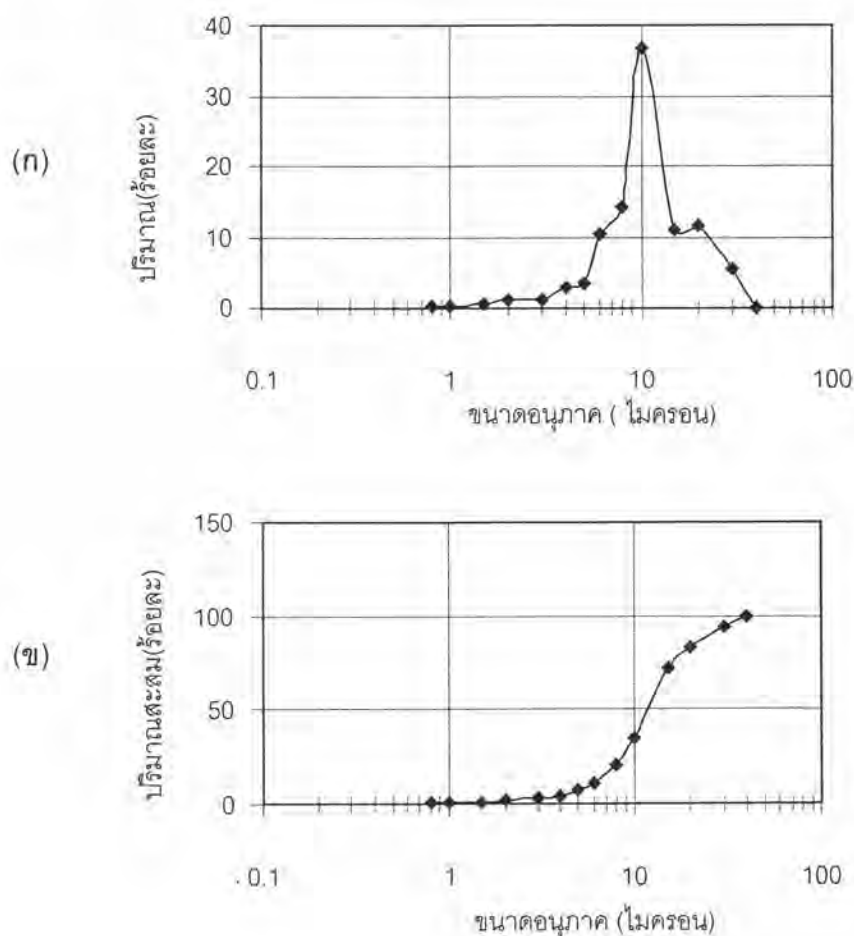 (ก)
ปริมาณ(ร้อยละ)
40
30
20
10
0
0.1 1 10 100
ขนาดอนุภาค ( ไมครอน)
(ข)
ปริมาณสะสม(ร้อยละ)
150
100
50
0
0.1 1 10 100
ขนาดอนุภาค (ไมครอน)